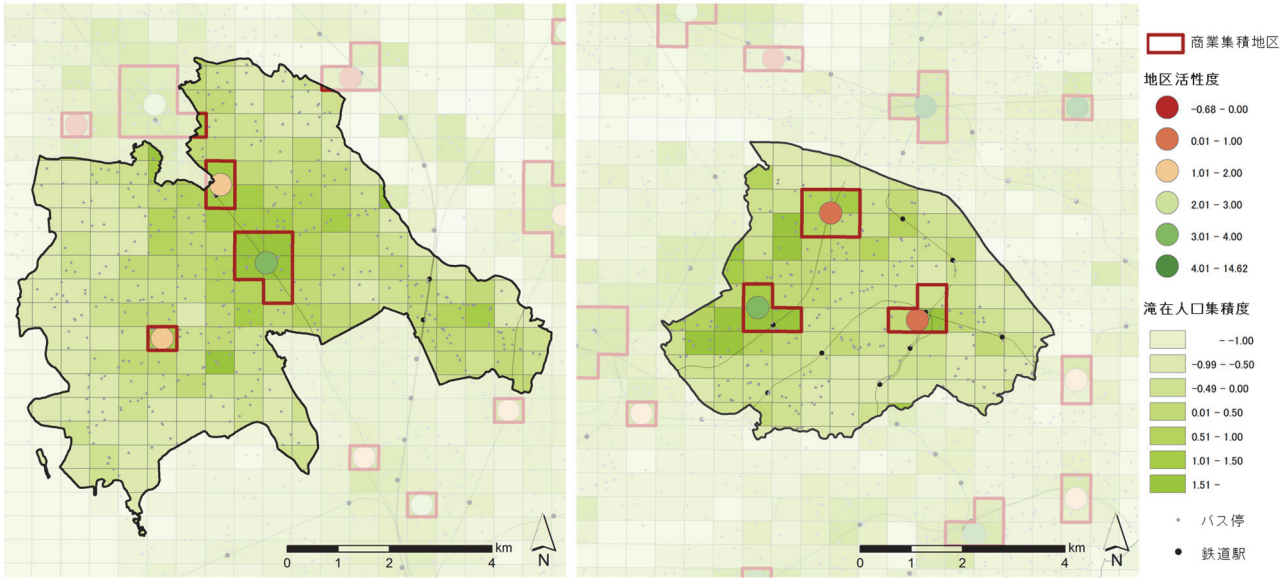 km
0 1 2 4
N
km
0 1 2 4
N
商業集積地区
地区活性度
-0.68 - 0.00
0.01 - 1.00
1.01 - 2.00
2.01 - 3.00
3.01 - 4.00
4.01 - 14.62
滝在人口集積度
- -1.00
-0.99 - -0.50
-0.49 - 0.00
0.01 - 0.50
0.51 - 1.00
1.01 - 1.50
1.51 -
バス停
鉄道駅